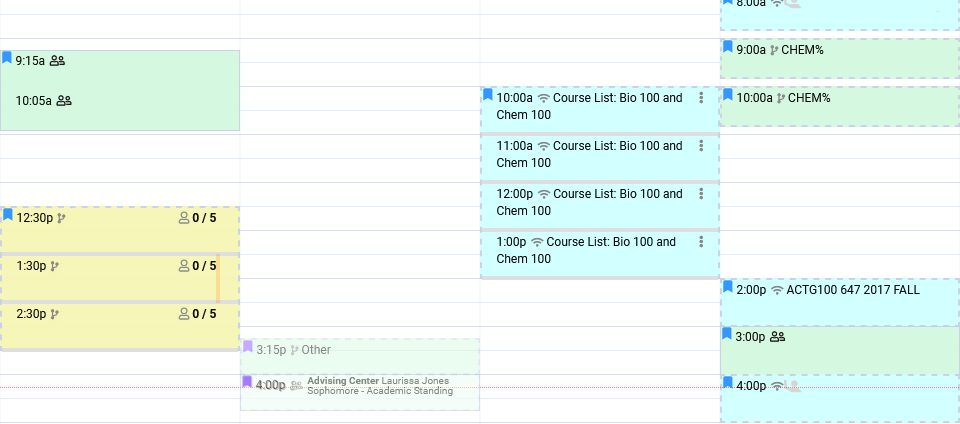 9:15a
10:05a
12:30p 0 / 5
1:30p 0 / 5
2:30p 0 / 5
3:15p Other
4:00p Advising Center Laurissa Jones
Sophomore - Academic Standing
10:00a Course List: Bio 100 and
Chem 100
11:00a Course List: Bio 100 and
Chem 100
12:00p Course List: Bio 100 and
Chem 100
1:00p Course List: Bio 100 and
Chem 100
8:00a
9:00a CHEM%
10:00a CHEM%
2:00p ACTG100 647 2017 FALL
3:00p
4:00p